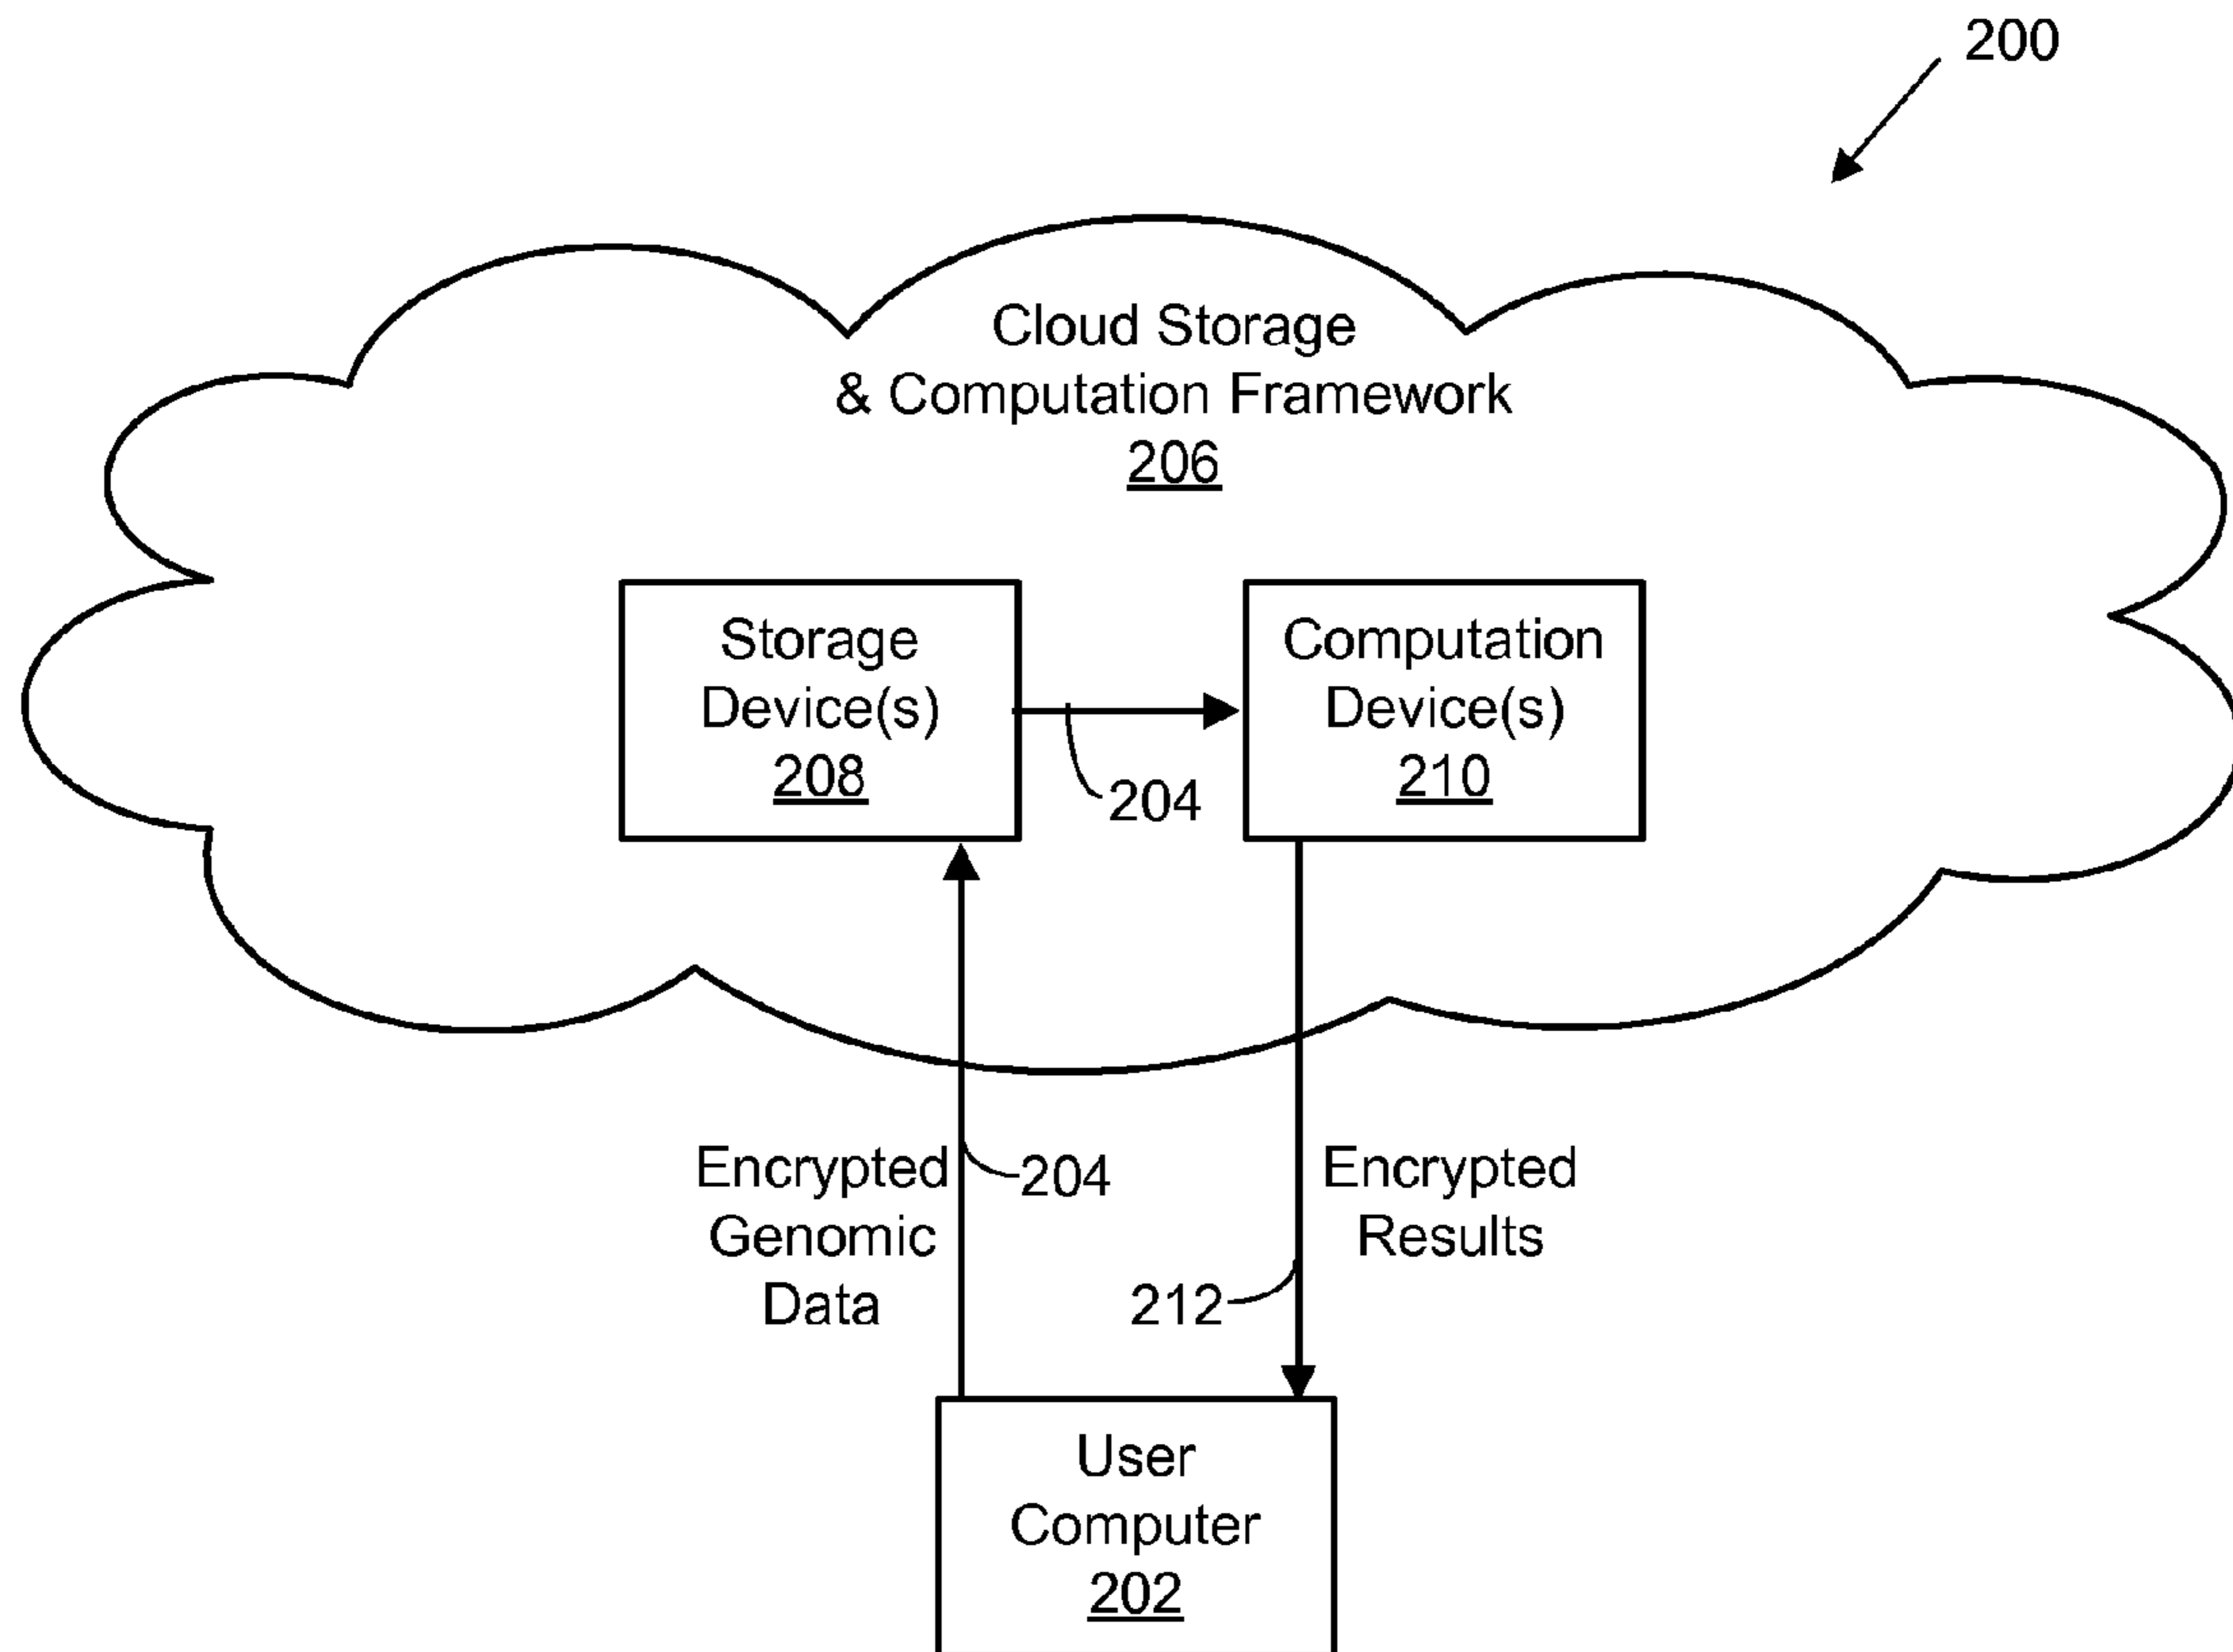 200
Cloud Storage
& Computation Framework
206
Storage
Device(s)
208
204
Computation
Device(s)
210
Encrypted
Genomic
Data
204
212
Encrypted
Results
User
Computer
202